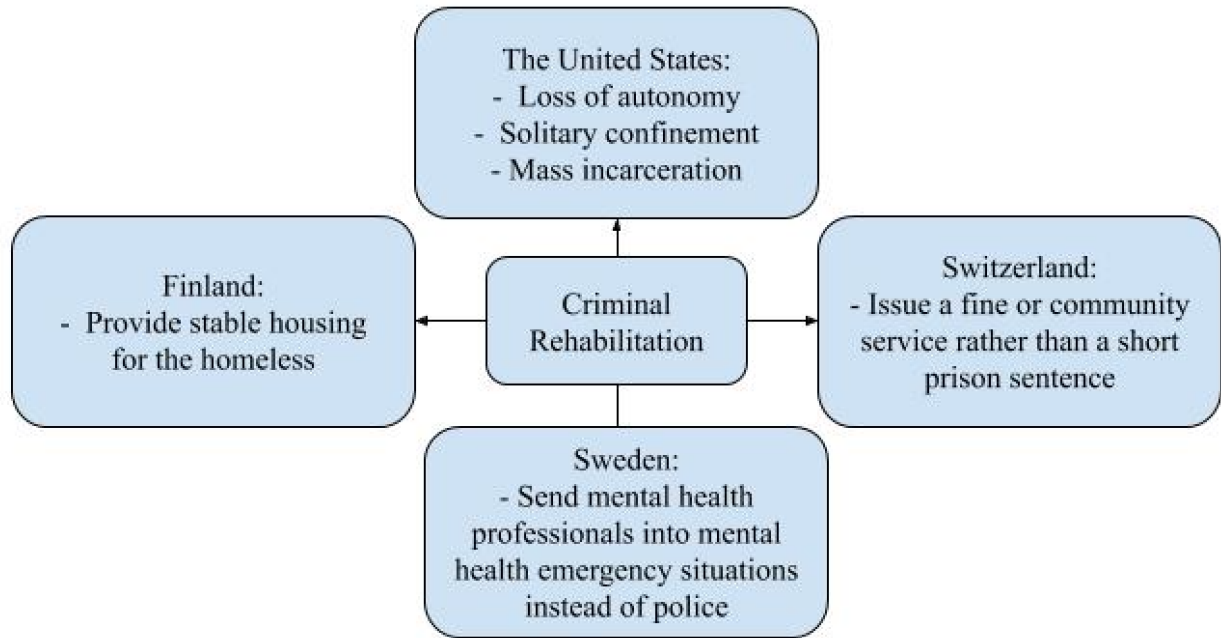 The United States:
- Loss of autonomy
- Solitary confinement
- Mass incarceration
Finland:
- Provide stable housing
for the homeless
Criminal
Rehabilitation
Switzerland:
- Issue a fine or community
service rather than a short
prison sentence
Sweden:
- Send mental health
professionals into mental
health emergency situations
instead of police